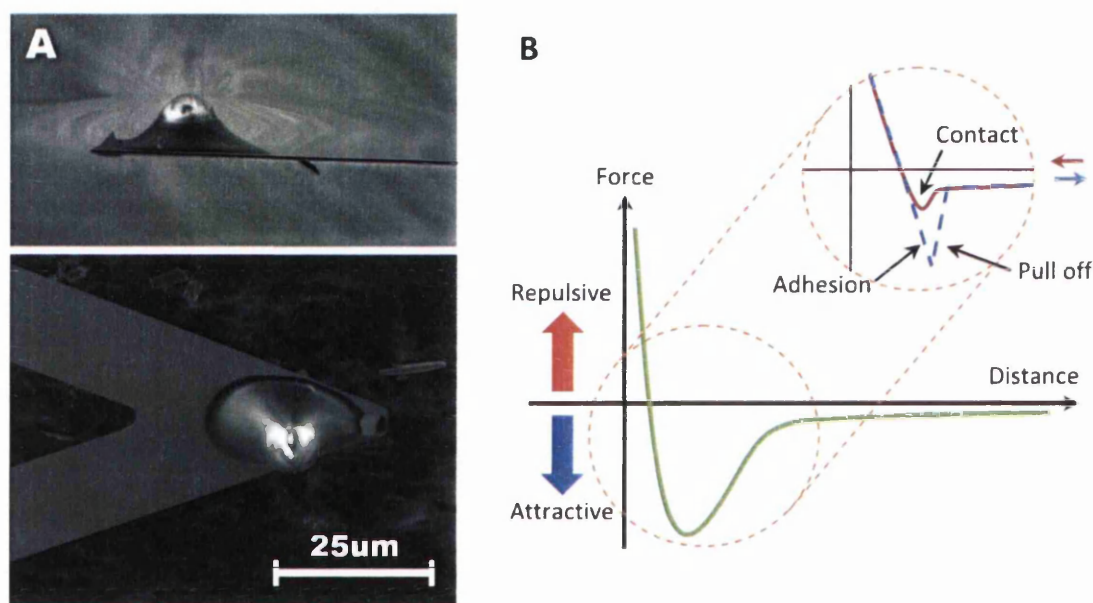 A
25um
B
Force
Repulsive
Attractive
Distance
Contact
Adhesion
Pull off